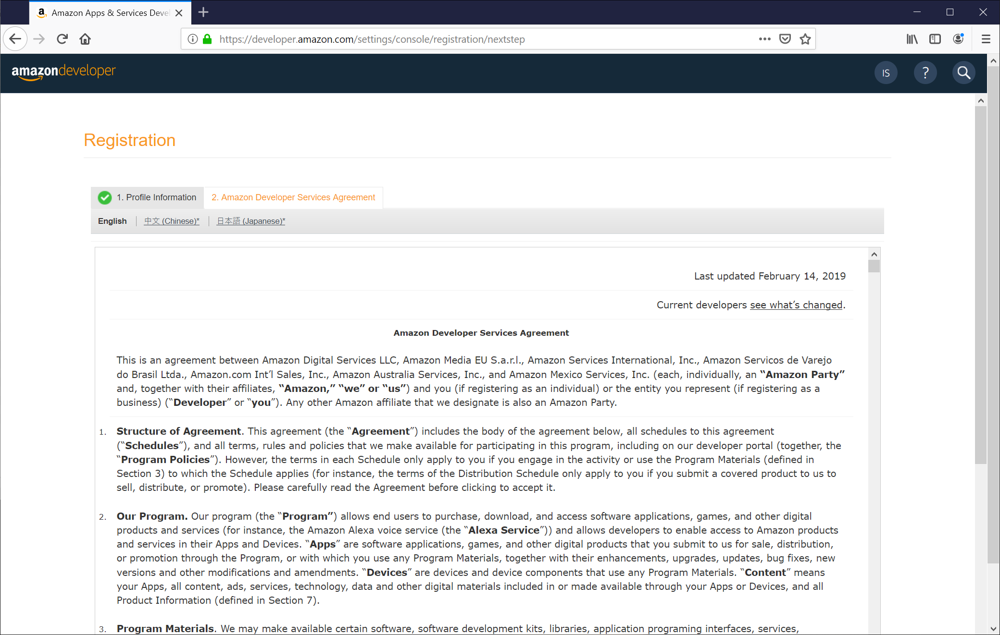 Amazon Apps & Services Devel
https://developer.amazon.com/settings/console/registration/nextstep
amazondeveloper
IS
?
Registration
1. Profile Information
2. Amazon Developer Services Agreement
English
中文 (Chinese)*
日本語 (Japanese)*
Last updated February 14, 2019
Current developers see what’s changed.
Amazon Developer Services Agreement
This is an agreement between Amazon Digital Services LLC, Amazon Media EU S.a.r.l., Amazon Services International, Inc., Amazon Servicos de Varejo
do Brasil Ltda., Amazon.com Int’l Sales, Inc., Amazon Australia Services, Inc., and Amazon Mexico Services, Inc. (each, individually, an “Amazon Party”
and, together with their affiliates, “Amazon,” “we” or “us”) and you (if registering as an individual) or the entity you represent (if registering as a
business) (“Developer” or “you”). Any other Amazon affiliate that we designate is also an Amazon Party.
1. Structure of Agreement. This agreement (the “Agreement”) includes the body of the agreement below, all schedules to this agreement
(“Schedules”), and all terms, rules and policies that we make available for participating in this program, including on our developer portal (together, the
“Program Policies”). However, the terms in each Schedule only apply to you if you engage in the activity or use the Program Materials (defined in
Section 3) to which the Schedule applies (for instance, the terms of the Distribution Schedule only apply to you if you submit a covered product to us to
sell, distribute, or promote). Please carefully read the Agreement before clicking to accept it.
2. Our Program. Our program (the “Program”) allows end users to purchase, download, and access software applications, games, and other digital
products and services (for instance, the Amazon Alexa voice service (the “Alexa Service”)) and allows developers to enable access to Amazon products
and services in their Apps and Devices. “Apps” are software applications, games, and other digital products that you submit to us for sale, distribution,
or promotion through the Program, or with which you use any Program Materials, together with their enhancements, upgrades, updates, bug fixes, new
versions and other modifications and amendments. “Devices” are devices and device components that use any Program Materials. “Content” means
your Apps, all content, ads, services, technology, data and other digital materials included in or made available through your Apps or Devices, and all
Product Information (defined in Section 7).
3. Program Materials. We may make available certain software, software development kits, libraries, application programing interfaces, services,